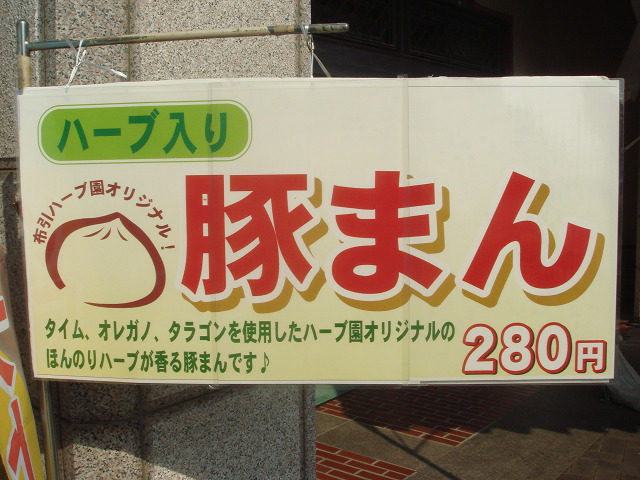 ハーブ入り
布引ハーブ園オリジナル!
豚まん
タイム、オレガノ、タラゴンを使用したハーブ園オリジナルの
ほんのりハーブが香る豚まんです♪
280円